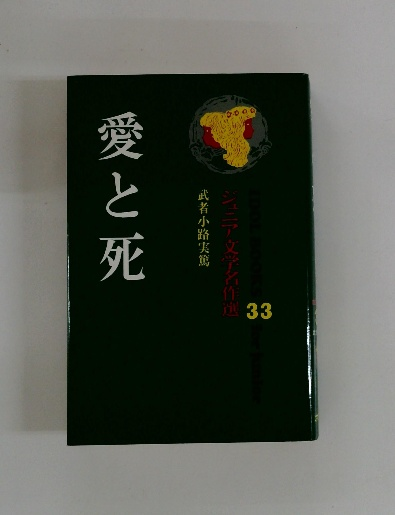 愛と死
武者小路実篤
ジュニア文学名作選
33